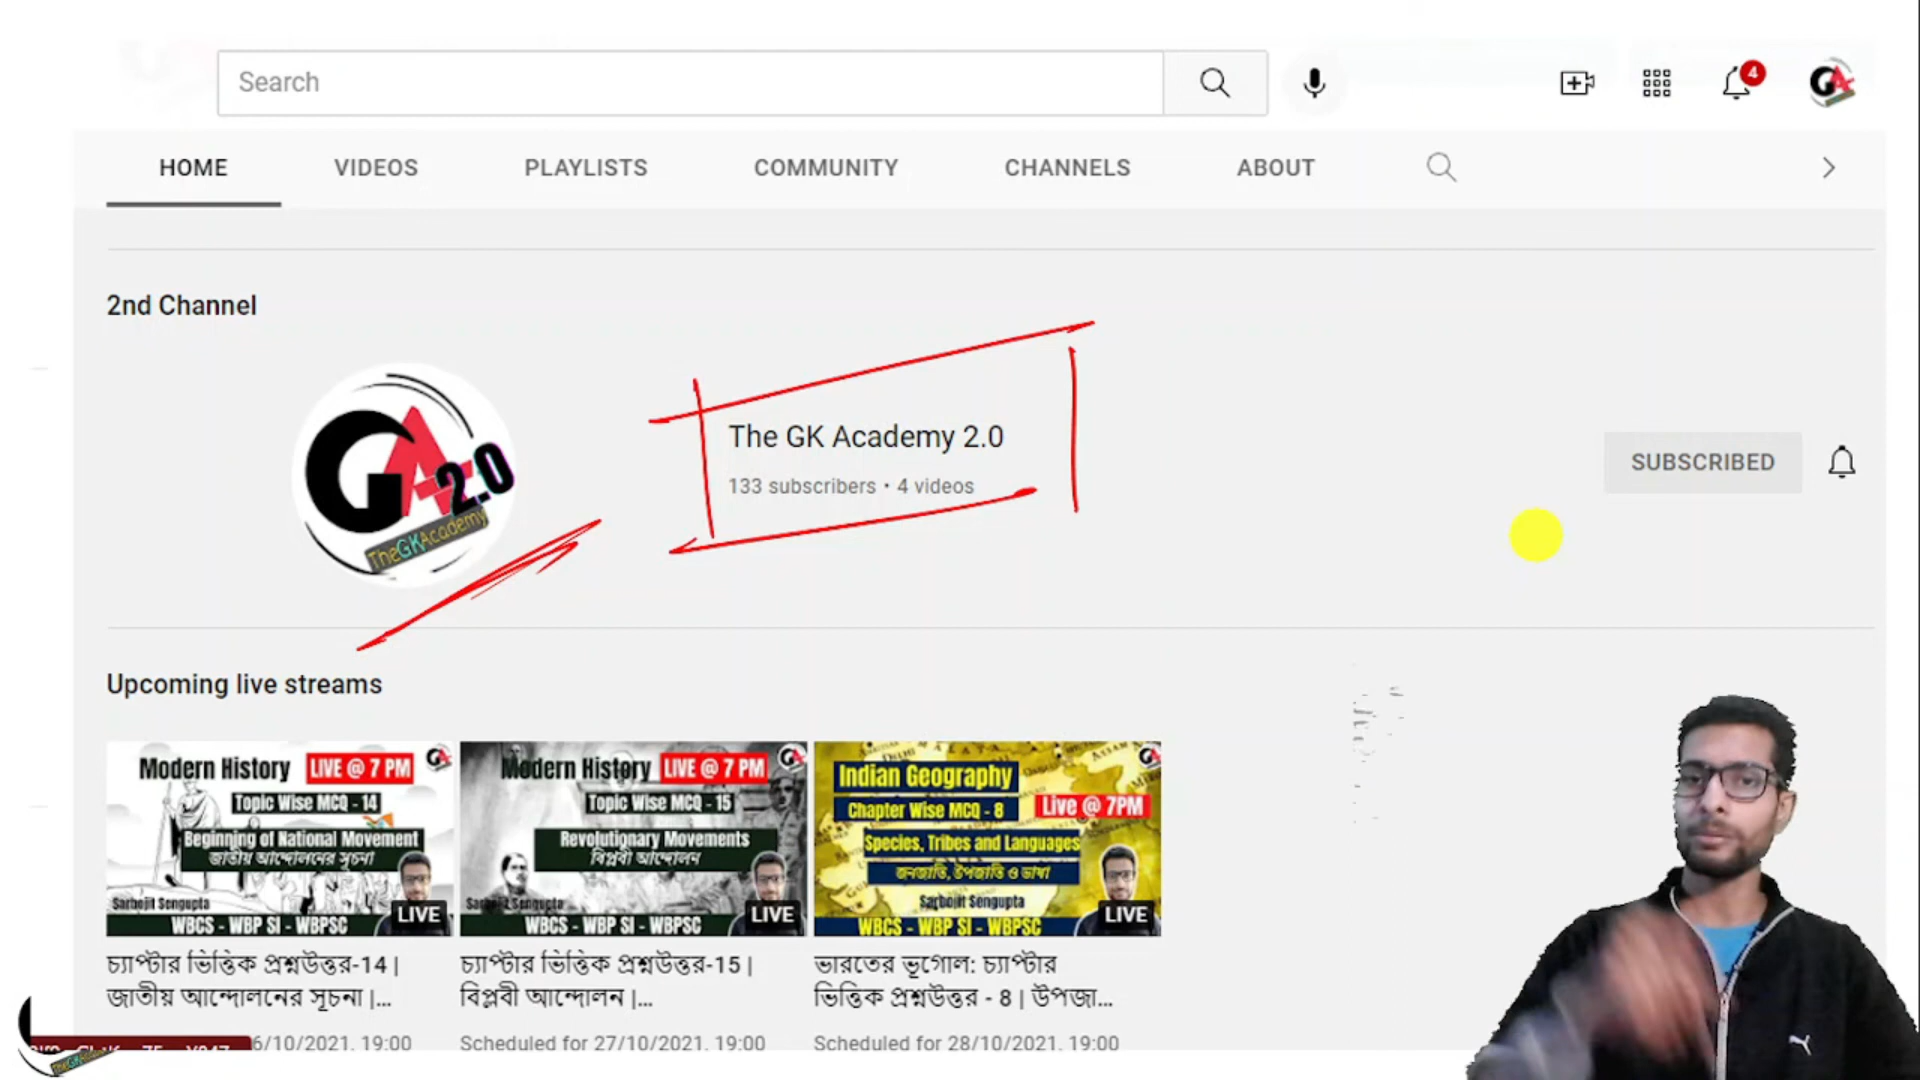 Search
4
HOME VIDEOS PLAYLISTS COMMUNITY CHANNELS ABOUT
2nd Channel
GA 2.0
TheGKAcademy
The GK Academy 2.0
133 subscribers • 4 videos
SUBSCRIBED
Upcoming live streams
Modern History LIVE @ 7 PM
Topic Wise MCQ - 14
Beginning of National Movement
জাতীয় আন্দোলনের সূচনা
Sarbojit Sengupta
LIVE
WBCS - WBP SI - WBPSC
Modern History LIVE @ 7 PM
Topic Wise MCQ - 15
Revolutionary Movements
বিপ্লবী আন্দোলন
Sarbojit Sengupta
LIVE
WBCS - WBP SI - WBPSC
Indian Geography
Chapter Wise MCQ - 8 Live @ 7PM
Species, Tribes and Languages
জনজাতি, উপজাতি ও ভাষা
Sarbojit Sengupta
LIVE
WBCS - WBP SI - WBPSC
চ্যাপ্টার ভিত্তিক প্রশ্নউত্তর-14 |
জাতীয় আন্দোলনের সূচনা |...
চ্যাপ্টার ভিত্তিক প্রশ্নউত্তর-15 |
বিপ্লবী আন্দোলন |...
ভারতের ভূগোল: চ্যাপ্টার
ভিত্তিক প্রশ্নউত্তর - 8 | উপজা...
6/10/2021, 19:00
Scheduled for 27/10/2021, 19:00
Scheduled for 28/10/2021, 19:00